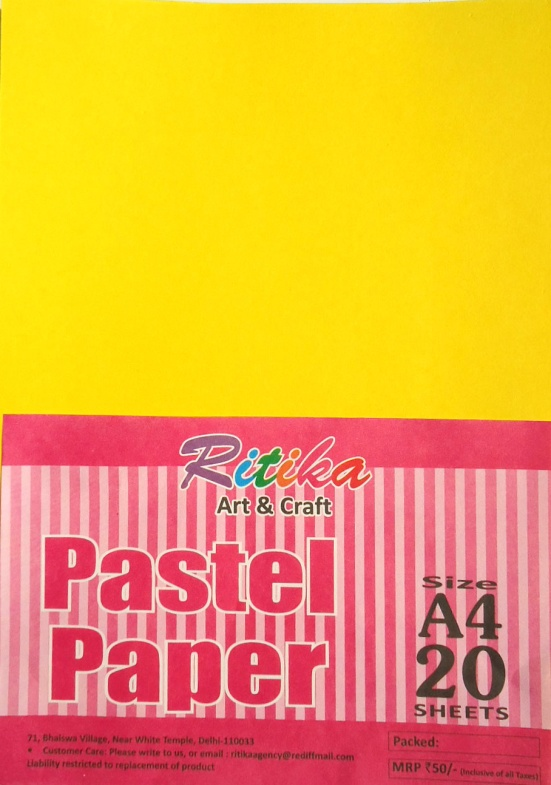 Ritika
Art & Craft
Pastel
Paper
Size
A4
20
SHEETS
71, Bhalswa Village, Near White Temple, Delhi-110033
• Customer Care: Please write to us, or email : ritikaagency@rediffmail.com
Liability restricted to replacement of product
Packed:
MRP ₹50/- (Inclusive of all Taxes)